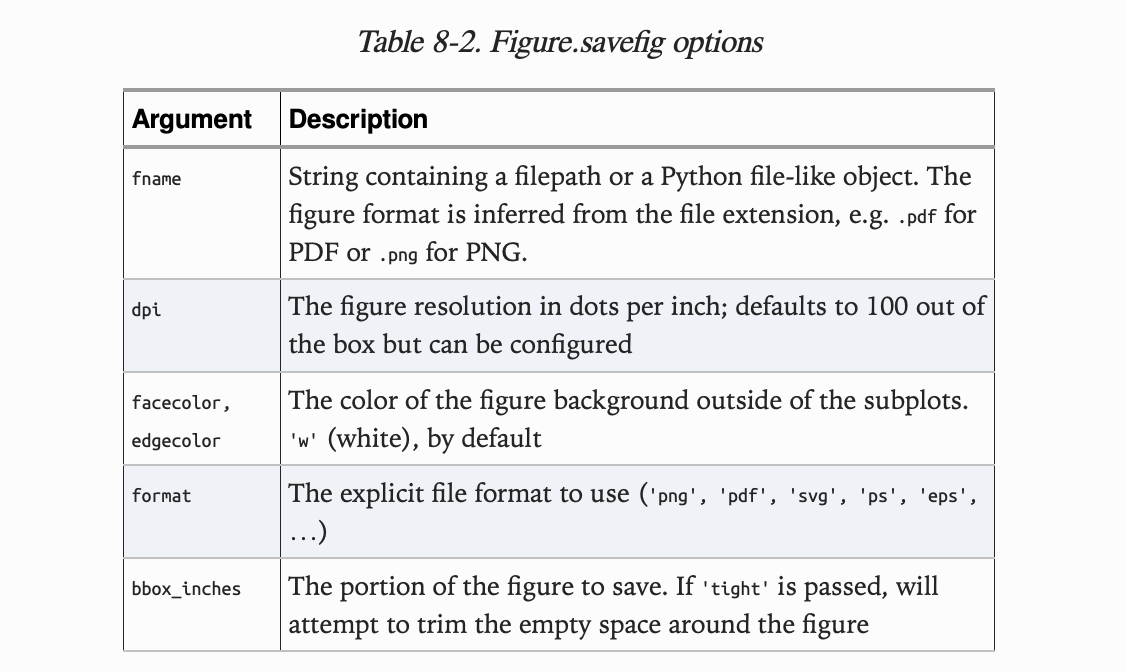 Table 8-2. Figure.savefig options
Argument Description
fname String containing a filepath or a Python file-like object. The
figure format is inferred from the file extension, e.g. .pdf for
PDF or .png for PNG.
dpi The figure resolution in dots per inch; defaults to 100 out of
the box but can be configured
facecolor, The color of the figure background outside of the subplots.
edgecolor 'w' (white), by default
format The explicit file format to use ('png', 'pdf', 'svg', 'ps', 'eps',
...)
bbox_inches The portion of the figure to save. If 'tight' is passed, will
attempt to trim the empty space around the figure